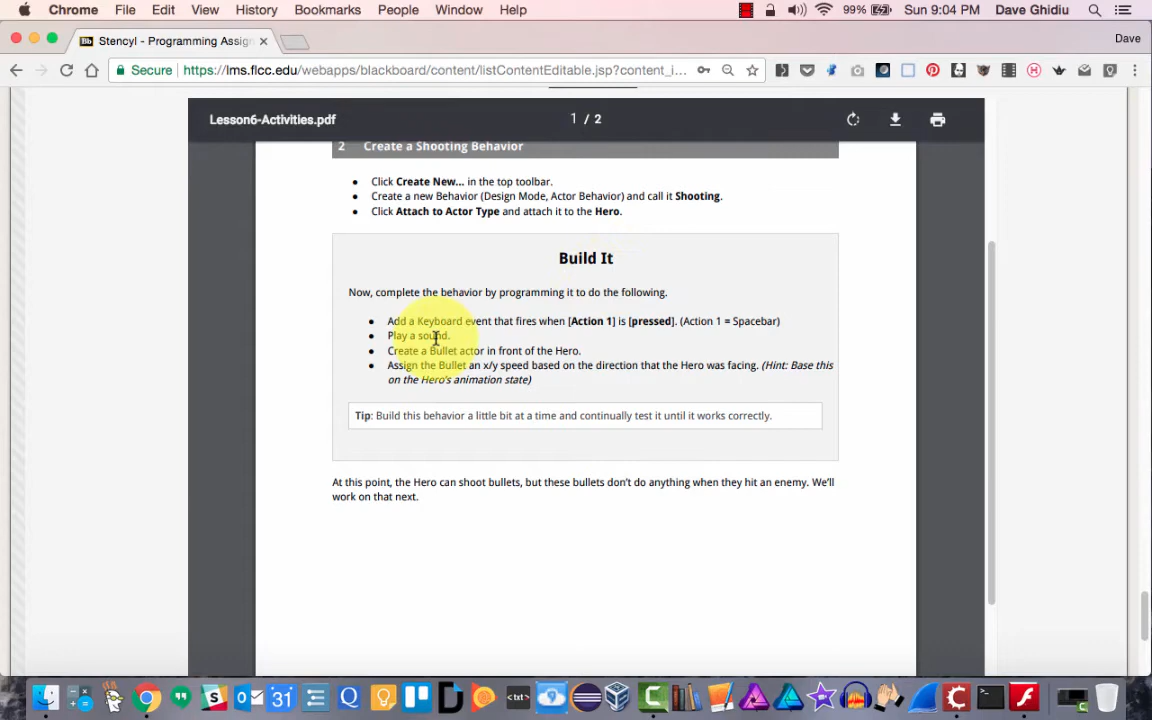 Chrome File Edit View History Bookmarks People Window Help 99% Sun 9:04 PM Dave Ghidiu
Bb Stencyl - Programming Assign Dave
Secure https://lms.flcc.edu/webapps/blackboard/content/listContentEditable.jsp?content_i...
Lesson6-Activities.pdf 1 / 2
2 Create a Shooting Behavior
• Click Create New... in the top toolbar.
• Create a new Behavior (Design Mode, Actor Behavior) and call it Shooting.
• Click Attach to Actor Type and attach it to the Hero.
Build It
Now, complete the behavior by programming it to do the following.
• Add a Keyboard event that fires when [Action 1] is [pressed]. (Action 1 = Spacebar)
• Play a sound.
• Create a Bullet actor in front of the Hero.
• Assign the Bullet an x/y speed based on the direction that the Hero was facing. (Hint: Base this
on the Hero's animation state)
Tip: Build this behavior a little bit at a time and continually test it until it works correctly.
At this point, the Hero can shoot bullets, but these bullets don't do anything when they hit an enemy. We'll
work on that next.
31 <txt>